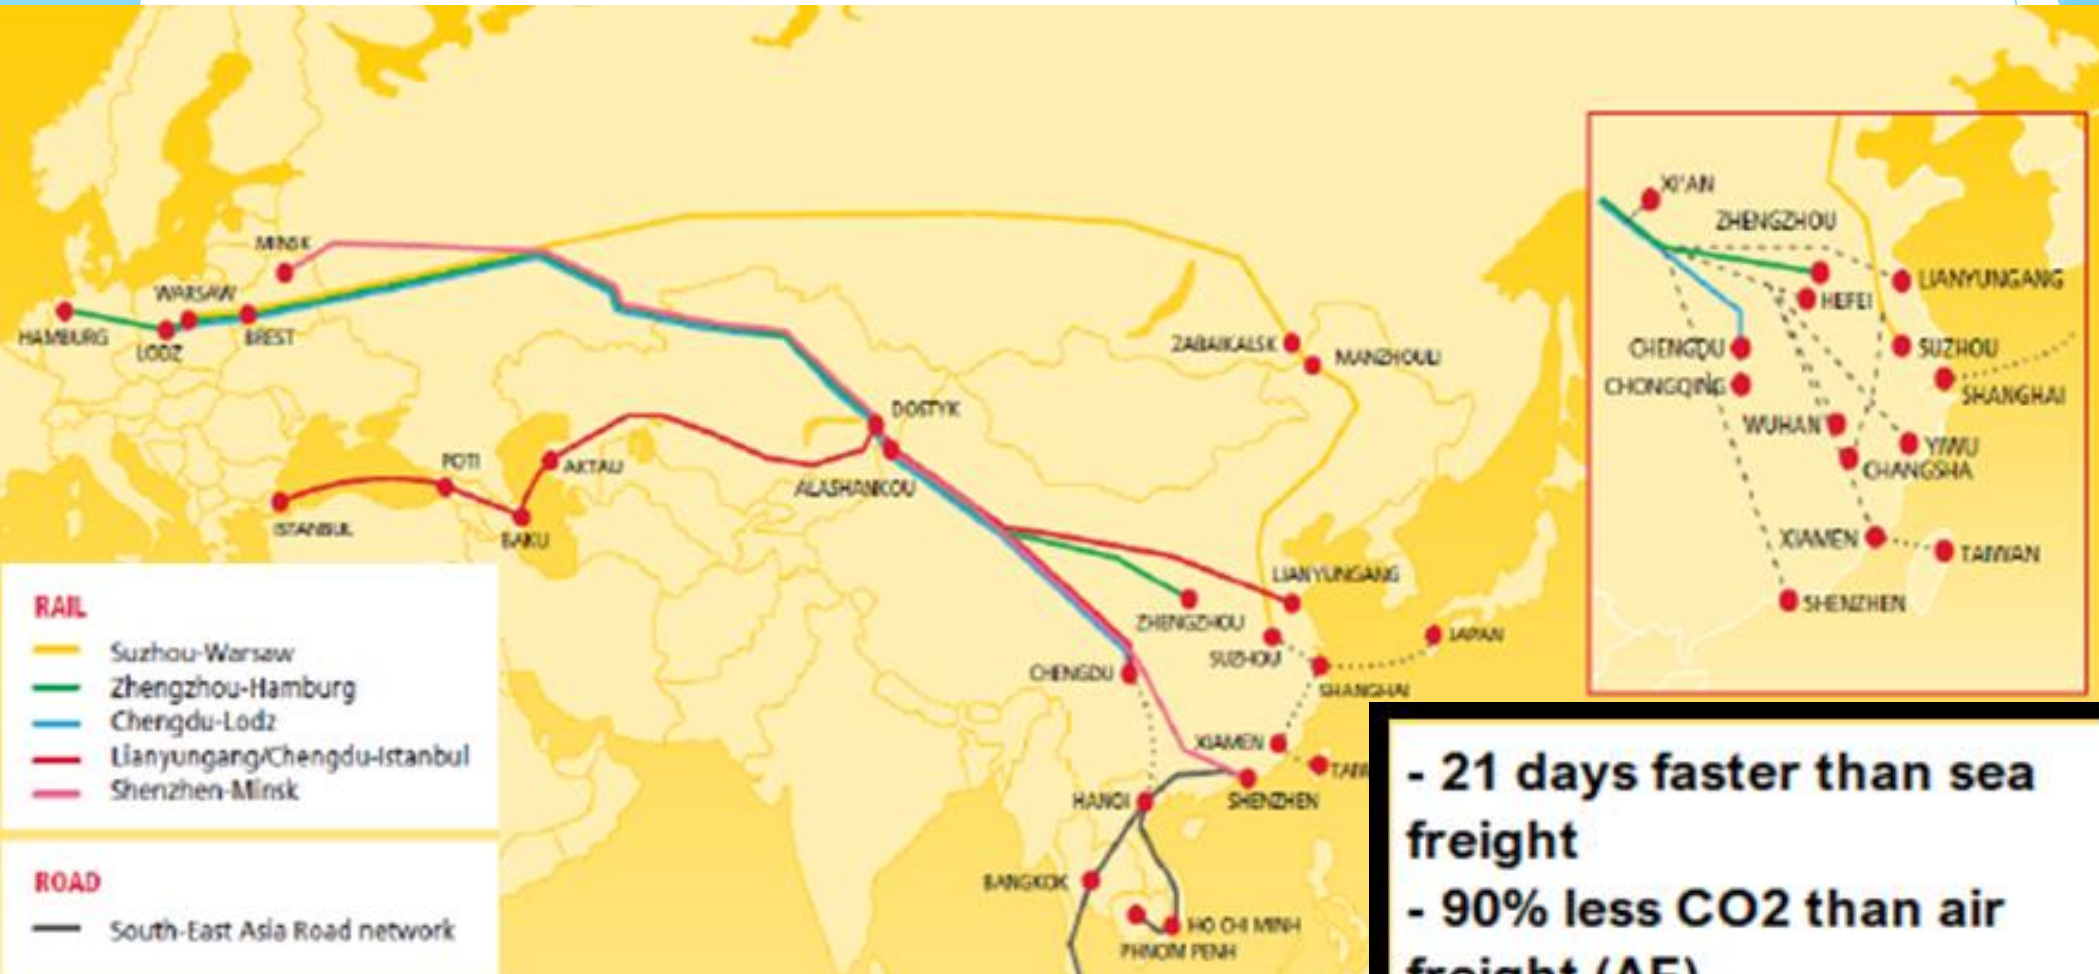 MINSK
WARSAW
HAMBURG
LODZ
BREST
ZABAIKALSK
MANZHOULI
DOSTYK
POTI
AKTAU
ALASHANKOU
ISTANBUL
BAKU
LIANYUNGANG
ZHENGZHOU
JAPAN
SUZHOU
CHENGDU
SHANGHAI
XIAMEN
TAIW
HANOI
SHENZHEN
BANGKOK
HO CHI MINH
PHNOM PENH
RAIL
Suzhou-Warsaw
Zhengzhou-Hamburg
Chengdu-Lodz
Lianyungang/Chengdu-Istanbul
Shenzhen-Minsk
ROAD
South-East Asia Road network
XI'AN
ZHENGZHOU
LIANYUNGANG
HEFEI
CHENGDU
SUZHOU
CHONGQING
SHANGHAI
WUHAN
YIWU
CHANGSHA
XIAMEN
TAIWAN
SHENZHEN
- 21 days faster than sea
freight
- 90% less CO2 than air
freight (AF)